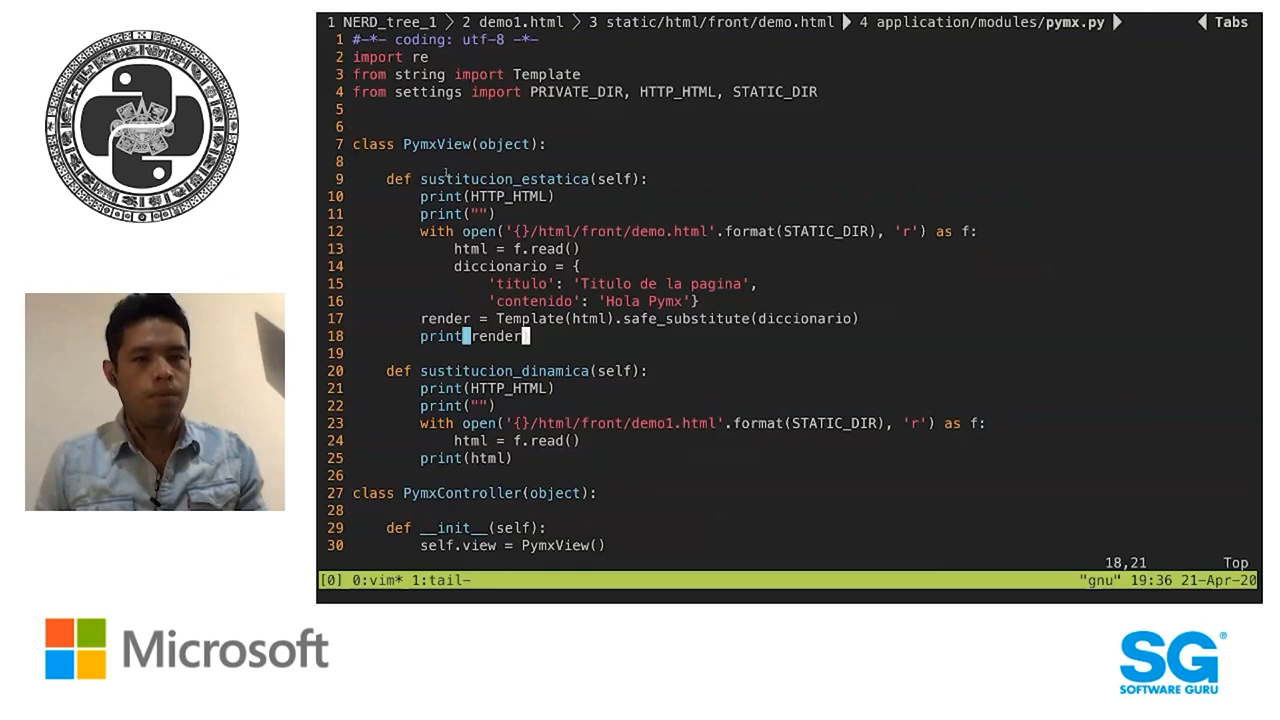 1 NERD_tree_1 > 2 demo1.html > 3 static/html/front/demo.html > 4 application/modules/pymx.py > < Tabs
1 #-*- coding: utf-8 -*-
2 import re
3 from string import Template
4 from settings import PRIVATE_DIR, HTTP_HTML, STATIC_DIR
5
6
7 class PymxView(object):
8
9     def sustitucion_estatica(self):
10         print(HTTP_HTML)
11         print("")
12         with open('{}/html/front/demo.html'.format(STATIC_DIR), 'r') as f:
13             html = f.read()
14             diccionario = {
15                 'titulo': 'Titulo de la pagina',
16                 'contenido': 'Hola Pymx'}
17         render = Template(html).safe_substitute(diccionario)
18         print(render)
19
20     def sustitucion_dinamica(self):
21         print(HTTP_HTML)
22         print("")
23         with open('{}/html/front/demo1.html'.format(STATIC_DIR), 'r') as f:
24             html = f.read()
25         print(html)
26
27 class PymxController(object):
28
29     def __init__(self):
30         self.view = PymxView()
18,21 Top
[0] 0:vim* 1:tail- "gnu" 19:36 21-Apr-20
Microsoft
SG®
SOFTWARE GURU